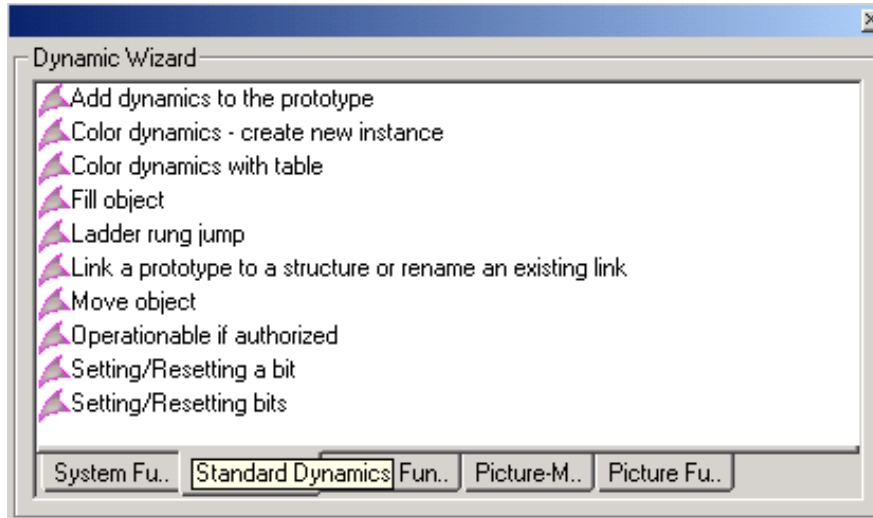 Dynamic Wizard
Add dynamics to the prototype
Color dynamics - create new instance
Color dynamics with table
Fill object
Ladder rung jump
Link a prototype to a structure or rename an existing link
Move object
Operationable if authorized
Setting/Resetting a bit
Setting/Resetting bits
System Fu.. Standard Dynamics Fun.. Picture-M.. Picture Fu..